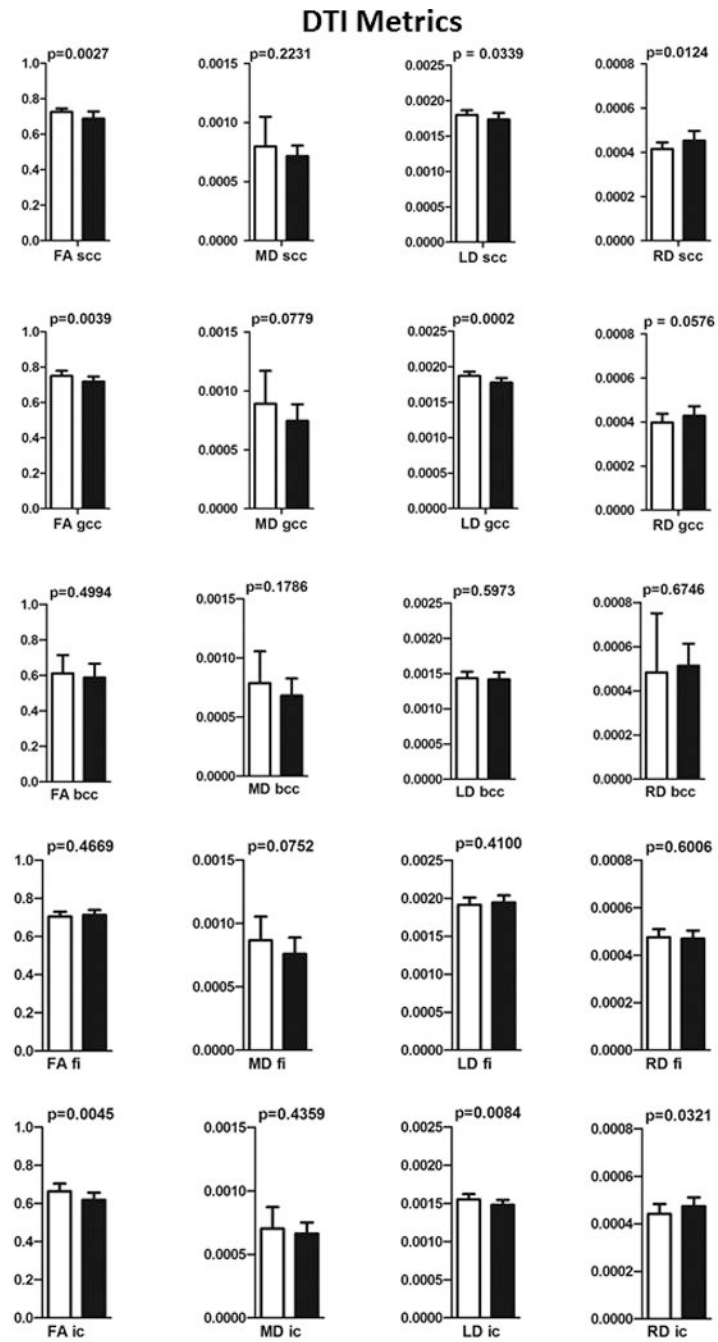 DTI Metrics
p=0.0027 p=0.2231 p = 0.0339 p=0.0124
1.0 0.8 0.6 0.4 0.2 0.0
FA scc
0.0015 0.0010 0.0005 0.0000
MD scc
0.0025 0.0020 0.0015 0.0010 0.0005 0.0000
LD scc
0.0008 0.0006 0.0004 0.0002 0.0000
RD scc
p=0.0039 p=0.0779 p=0.0002 p = 0.0576
1.0 0.8 0.6 0.4 0.2 0.0
FA gcc
0.0015 0.0010 0.0005 0.0000
MD gcc
0.0025 0.0020 0.0015 0.0010 0.0005 0.0000
LD gcc
0.0008 0.0006 0.0004 0.0002 0.0000
RD gcc
p=0.4994 p=0.1786 p=0.5973 p=0.6746
1.0 0.8 0.6 0.4 0.2 0.0
FA bcc
0.0015 0.0010 0.0005 0.0000
MD bcc
0.0025 0.0020 0.0015 0.0010 0.0005 0.0000
LD bcc
0.0008 0.0006 0.0004 0.0002 0.0000
RD bcc
p=0.4669 p=0.0752 p=0.4100 p=0.6006
1.0 0.8 0.6 0.4 0.2 0.0
FA fi
0.0015 0.0010 0.0005 0.0000
MD fi
0.0025 0.0020 0.0015 0.0010 0.0005 0.0000
LD fi
0.0008 0.0006 0.0004 0.0002 0.0000
RD fi
p=0.0045 p=0.4359 p=0.0084 p=0.0321
1.0 0.8 0.6 0.4 0.2 0.0
FA ic
0.0015 0.0010 0.0005 0.0000
MD ic
0.0025 0.0020 0.0015 0.0010 0.0005 0.0000
LD ic
0.0008 0.0006 0.0004 0.0002 0.0000
RD ic